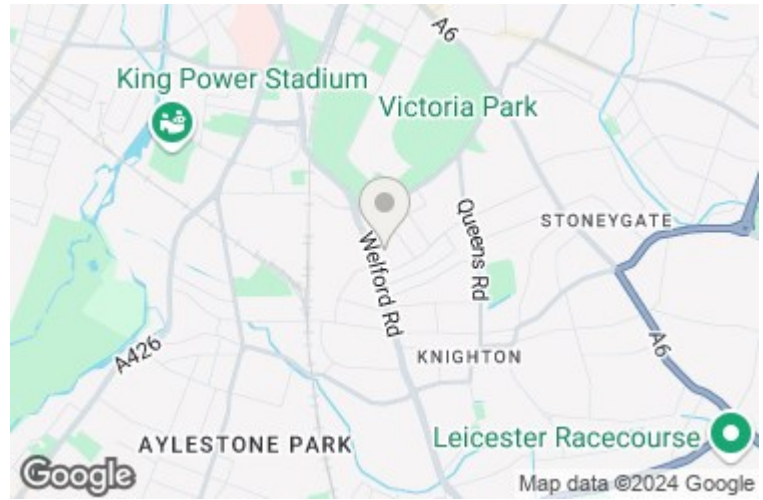 A6
King Power Stadium
Victoria Park
Queens Rd
STONEYGATE
Welford Rd
A426
KNIGHTON
A6
AYLESTONE PARK
Leicester Racecourse
Google
Map data ©2024 Google